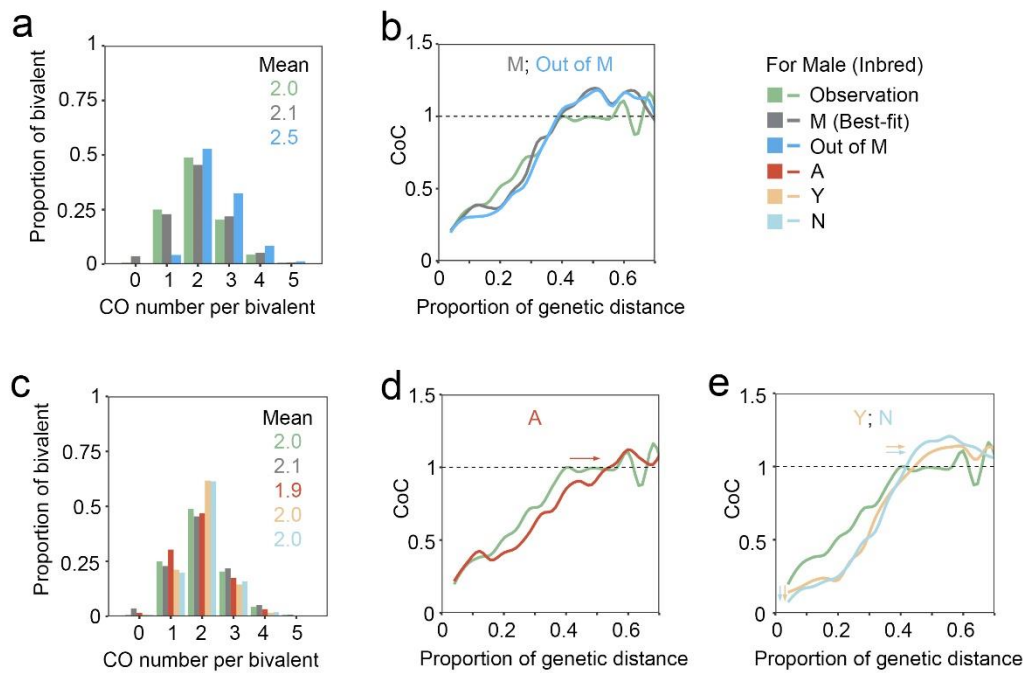 a
Proportion of bivalent
1
0.75
0.5
0.25
0
Mean
2.0
2.1
2.5
0 1 2 3 4 5
CO number per bivalent
b
CoC
1.5
1
0.5
0
M; Out of M
0 0.2 0.4 0.6
Proportion of genetic distance
For Male (Inbred)
Observation
M (Best-fit)
Out of M
A
Y
N
c
Proportion of bivalent
1
0.75
0.5
0.25
0
Mean
2.0
2.1
1.9
2.0
2.0
0 1 2 3 4 5
CO number per bivalent
d
CoC
1.5
1
0.5
0
A
0 0.2 0.4 0.6
Proportion of genetic distance
e
CoC
1.5
1
0.5
0
Y; N
0 0.2 0.4 0.6
Proportion of genetic distance